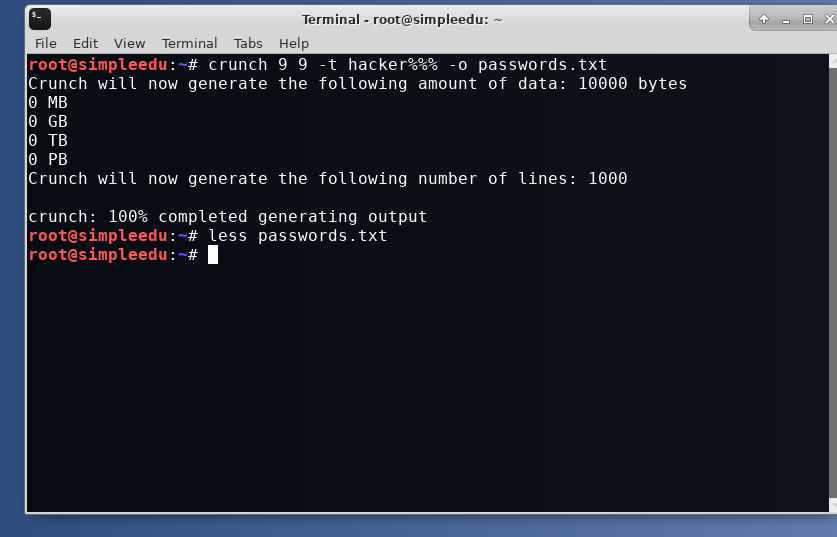 Terminal - root@simpleedu: ~
File Edit View Terminal Tabs Help
root@simpleedu:~# crunch 9 9 -t hacker%%% -o passwords.txt
Crunch will now generate the following amount of data: 10000 bytes
0 MB
0 GB
0 TB
0 PB
Crunch will now generate the following number of lines: 1000
crunch: 100% completed generating output
root@simpleedu:~# less passwords.txt
root@simpleedu:~#